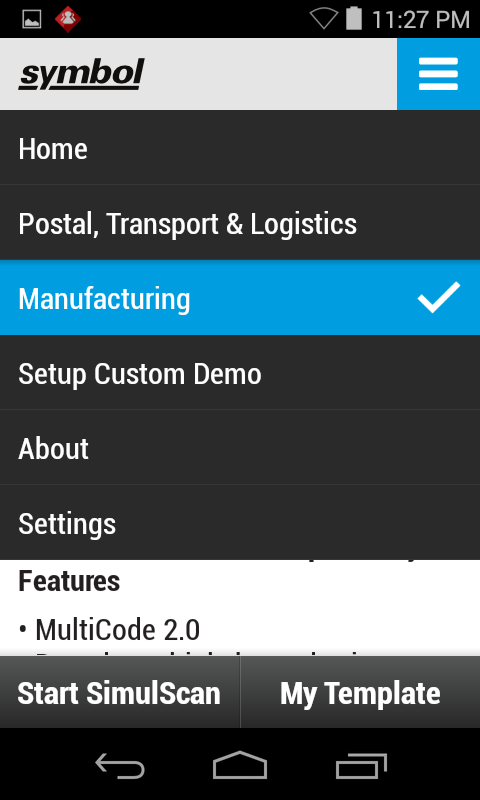 11:27 PM
symbol
Home
Postal, Transport & Logistics
Manufacturing
Setup Custom Demo
About
Settings
Features
• MultiCode 2.0
Start SimulScan
My Template